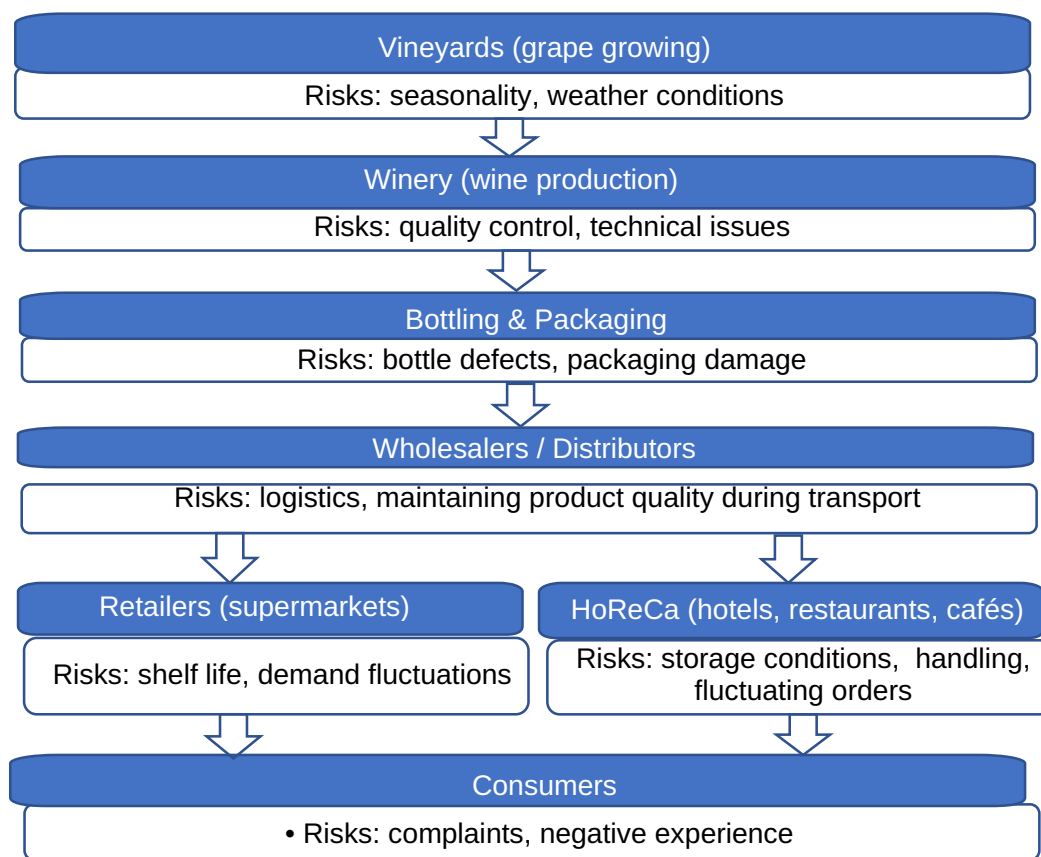 Vineyards (grape growing)
Risks: seasonality, weather conditions
Winery (wine production)
Risks: quality control, technical issues
Bottling & Packaging
Risks: bottle defects, packaging damage
Wholesalers / Distributors
Risks: logistics, maintaining product quality during transport
Retailers (supermarkets)
Risks: shelf life, demand fluctuations
HoReCa (hotels, restaurants, cafés)
Risks: storage conditions,  handling,
fluctuating orders
Consumers
• Risks: complaints, negative experience